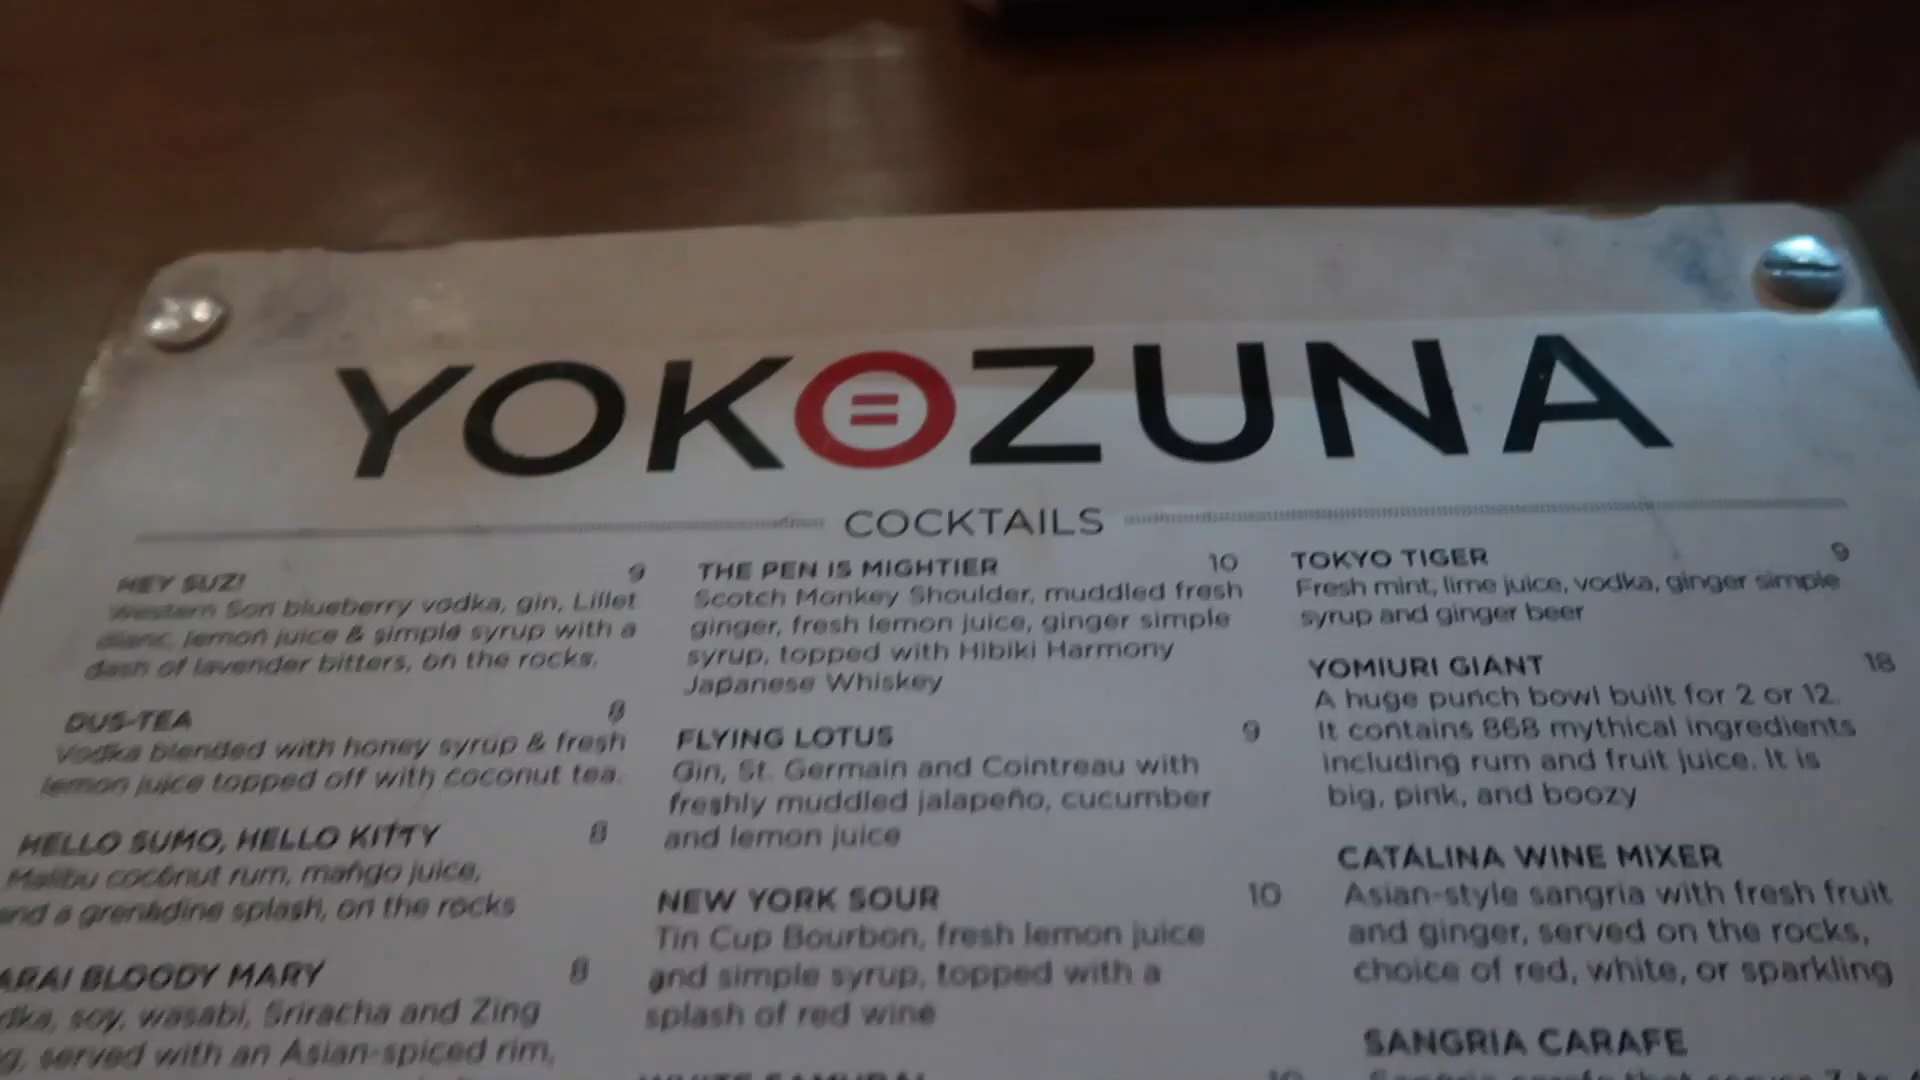 YOKOZUNA
COCKTAILS
HEY SUZ! 9
Western Son blueberry vodka, gin, Lillet
Blanc, lemon juice & simple syrup with a
dash of lavender bitters, on the rocks.
DUS-TEA 8
Vodka blended with honey syrup & fresh
lemon juice topped off with coconut tea.
HELLO SUMO, HELLO KITTY 8
Malibu coconut rum, mango juice,
and a grenadine splash, on the rocks
ARAI BLOODY MARY 8
soy, wasabi, Sriracha and Zing
served with an Asian-spiced rim,
THE PEN IS MIGHTIER 10
Scotch Monkey Shoulder, muddled fresh
ginger, fresh lemon juice, ginger simple
syrup, topped with Hibiki Harmony
Japanese Whiskey
FLYING LOTUS 9
Gin, St. Germain and Cointreau with
freshly muddled jalapeño, cucumber
and lemon juice
NEW YORK SOUR 10
Tin Cup Bourbon, fresh lemon juice
and simple syrup, topped with a
splash of red wine
TOKYO TIGER 9
Fresh mint, lime juice, vodka, ginger simple
syrup and ginger beer
YOMIURI GIANT 18
A huge punch bowl built for 2 or 12.
It contains 868 mythical ingredients
including rum and fruit juice. It is
big, pink, and boozy
CATALINA WINE MIXER
Asian-style sangria with fresh fruit
and ginger, served on the rocks,
choice of red, white, or sparkling
SANGRIA CARAFE